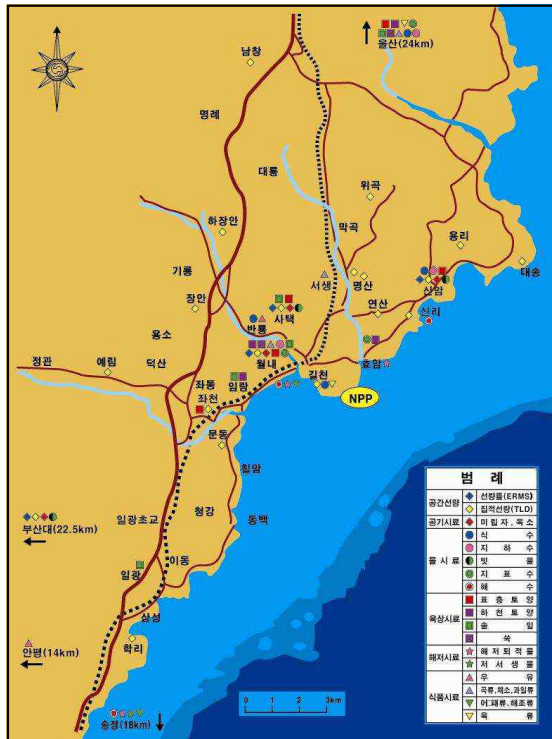 울산(24km)
남창
명례
대룡
위곡
하장안
막곡
용리
기룡
대송
서생
명산
산암
장안
사택
연산
신리
반룡
용소
월내
효암
정관
예림
덕산
좌동
임랑
길천
좌천
NPP
문동
칠암
청강
동백
부산대(22.5km)
일광초교
이동
일광
삼성
안평(14km)
학리
송정(18km)
0 1 2 3km
범 례
공간선량
선량률(ERMS)
집적선량(TLD)
공기시료
미립자.옥소
물시료
식 수
지 하 수
빗 물
지 표 수
해 수
육상시료
표 층 토 양
하 천 토 양
솔 잎
쑥
해저시료
해 저 퇴 적 물
저 서 생 물
식품시료
우 유
곡류,채소,과일류
어.패류,해조류
육 류